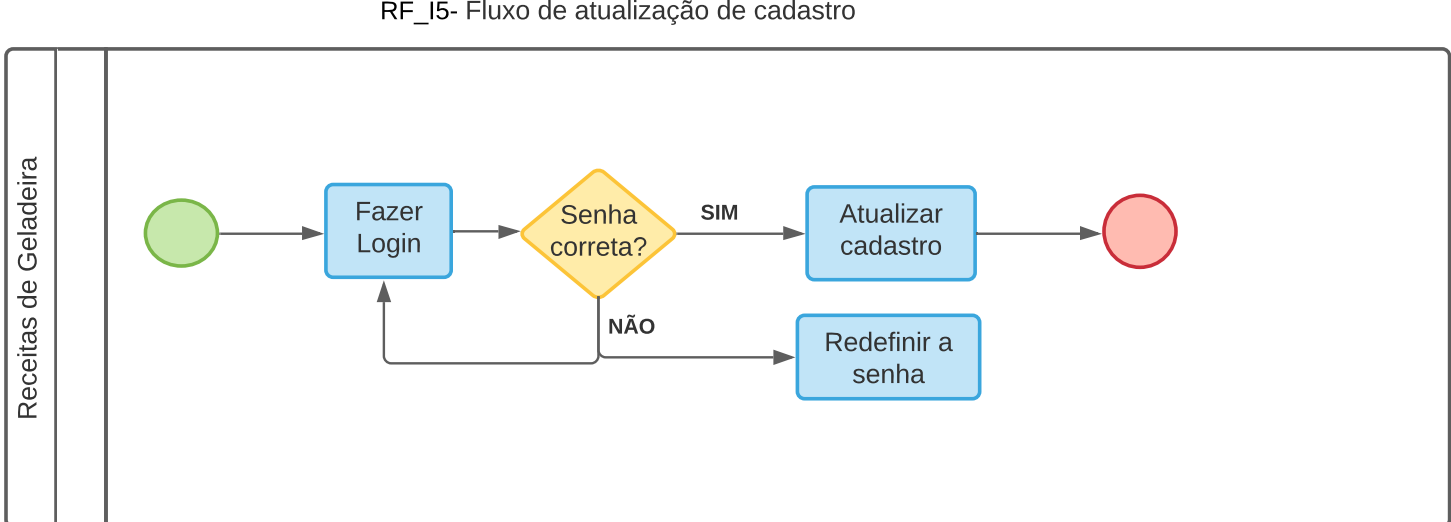 RF_I5- Fluxo de atualização de cadastro
Receitas de Geladeira
Fazer
Login
Senha
correta?
SIM
Atualizar
cadastro
NÃO
Redefinir a
senha